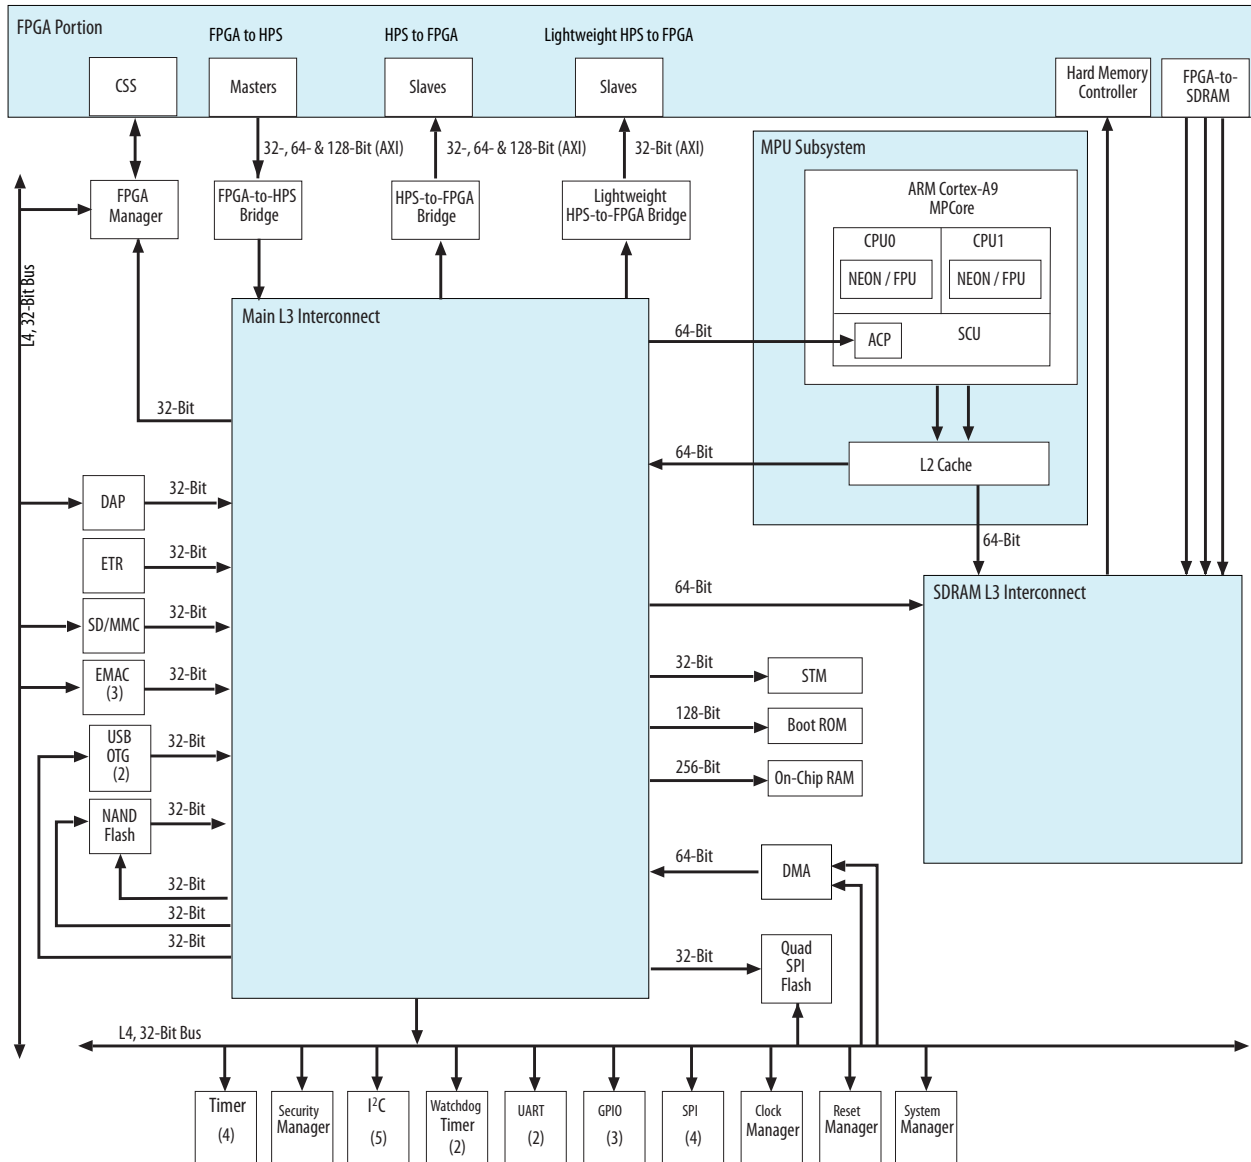 FPGA Portion
FPGA to HPS
HPS to FPGA
Lightweight HPS to FPGA
CSS
Masters
Slaves
Slaves
Hard Memory
Controller
FPGA-to-
SDRAM
32-, 64- & 128-Bit (AXI)
32-, 64- & 128-Bit (AXI)
32-Bit (AXI)
MPU Subsystem
FPGA
Manager
FPGA-to-HPS
Bridge
HPS-to-FPGA
Bridge
Lightweight
HPS-to-FPGA Bridge
ARM Cortex-A9
MPCore
CPU0
CPU1
NEON / FPU
NEON / FPU
ACP
SCU
L4, 32-Bit Bus
Main L3 Interconnect
64-Bit
32-Bit
64-Bit
L2 Cache
DAP
32-Bit
64-Bit
ETR
32-Bit
64-Bit
SDRAM L3 Interconnect
SD/MMC
32-Bit
EMAC
(3)
32-Bit
32-Bit
STM
128-Bit
Boot ROM
USB
OTG
(2)
32-Bit
256-Bit
On-Chip RAM
NAND
Flash
32-Bit
64-Bit
DMA
32-Bit
32-Bit
32-Bit
32-Bit
Quad
SPI
Flash
L4, 32-Bit Bus
Timer
(4)
Security
Manager
I²C
(5)
Watchdog
Timer
(2)
UART
(2)
GPIO
(3)
SPI
(4)
Clock
Manager
Reset
Manager
System
Manager